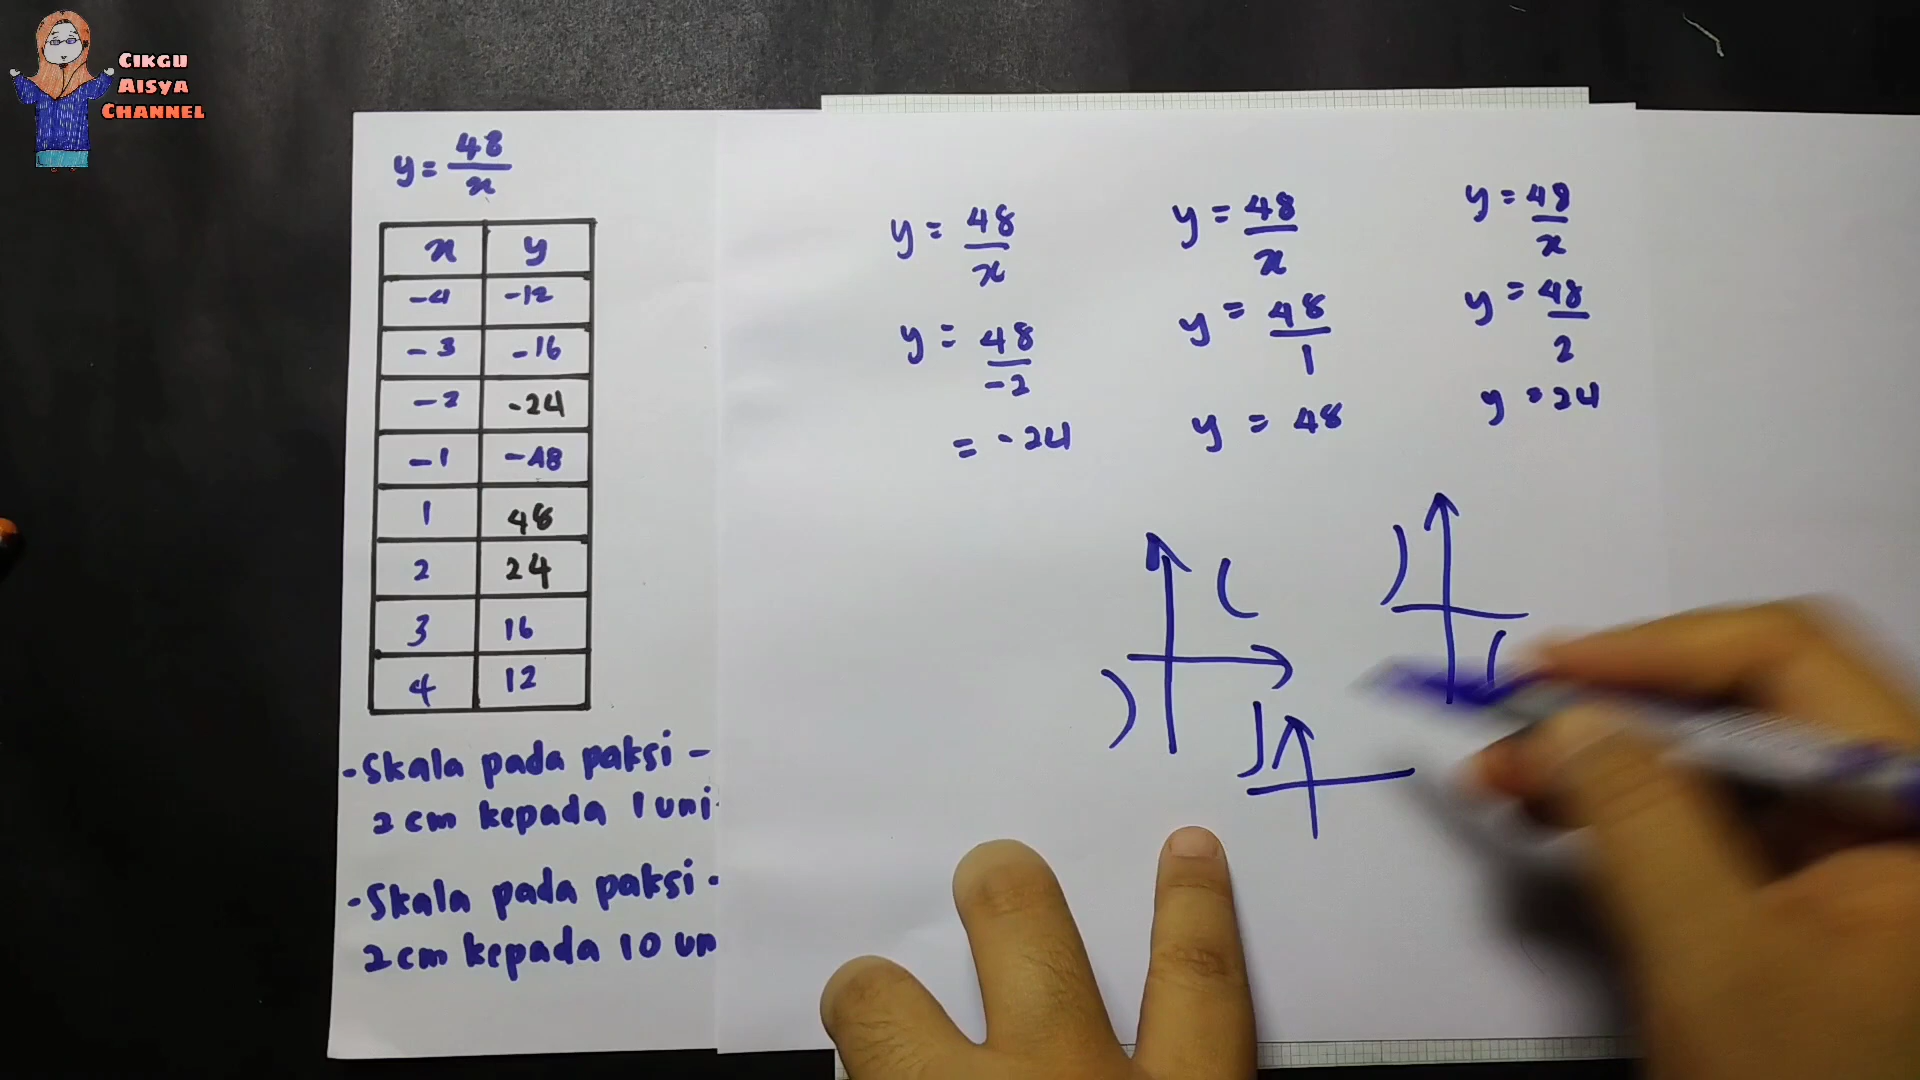 CIKGU
AISYA
CHANNEL
y = 48/x
x y
-4 -12
-3 -16
-2 -24
-1 -48
1 48
2 24
3 16
4 12
- Skala pada paksi -
2 cm kepada 1 uni
- Skala pada paksi -
2 cm kepada 10 un
y = 48/x
y = 48/-2
= -24
y = 48/x
y = 48/1
y = 48
y = 48/x
y = 48/2
y = 24